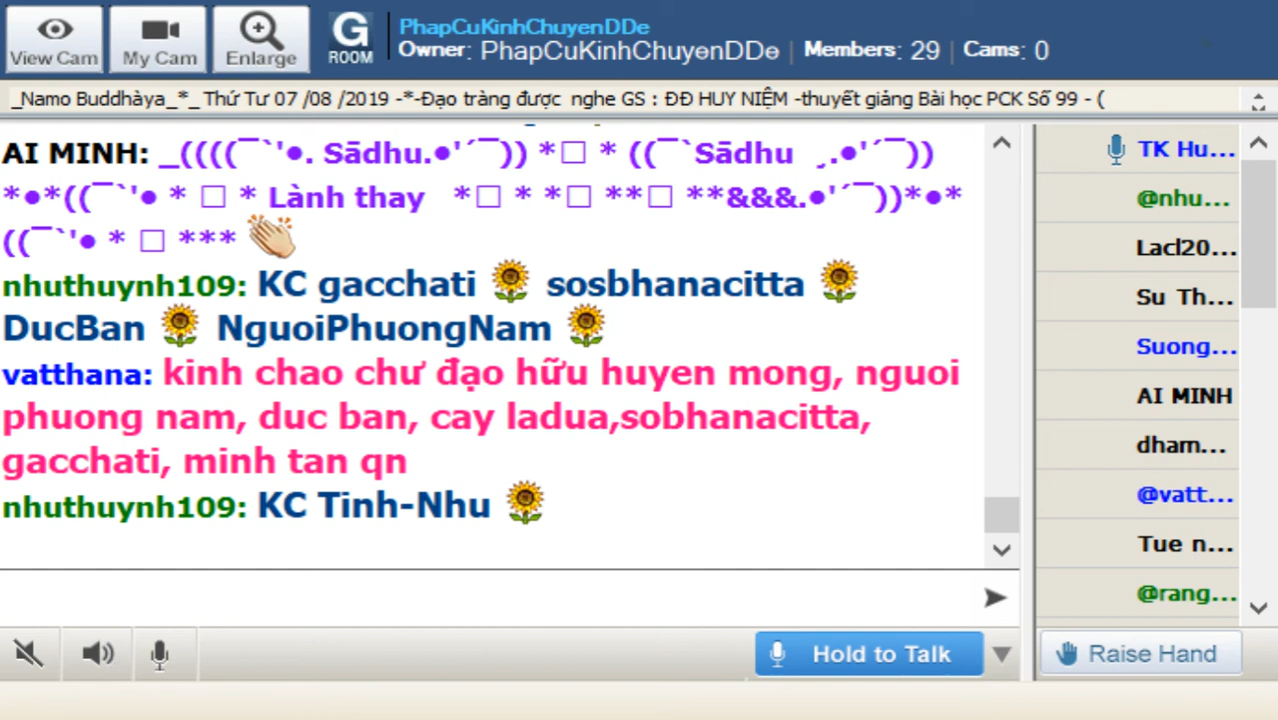 PhapCuKinhChuyenDDe
Owner: PhapCuKinhChuyenDDe | Members: 29 | Cams: 0
View Cam
My Cam
Enlarge
G
ROOM
_Namo Buddhàya_*_ Thứ Tư 07 /08 /2019 -*-Đạo tràng được nghe GS : ĐĐ HUY NIỆM -thuyết giảng Bài học PCK Số 99 - (
AI MINH: _((((¯`'●. Sādhu.●'´¯)) *□ * ((¯`Sādhu ¸.●'´¯))
*●*((¯`'● * □ * Lành thay *□ * *□ **□ **&&&.●'´¯))*●*
((¯`'● * □ *** 👏
nhuthuynh109: KC gacchati 🌻 sosbhanacitta 🌻
DucBan 🌻 NguoiPhuongNam 🌻
vatthana: kinh chao chư đạo hữu huyen mong, nguoi
phuong nam, duc ban, cay ladua,sobhanacitta,
gacchati, minh tan qn
nhuthuynh109: KC Tinh-Nhu 🌻
TK Hu...
@nhu...
Lacl20...
Su Th...
Suong...
AI MINH
dham...
@vatt...
Tue n...
@rang...
Hold to Talk
Raise Hand